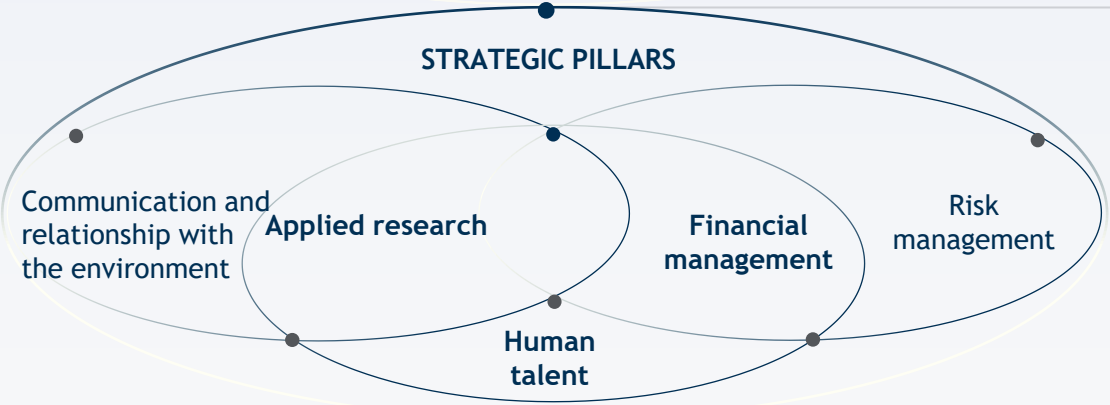 STRATEGIC PILLARS
Communication and
relationship with
the environment
Applied research
Financial
management
Risk
management
Human
talent